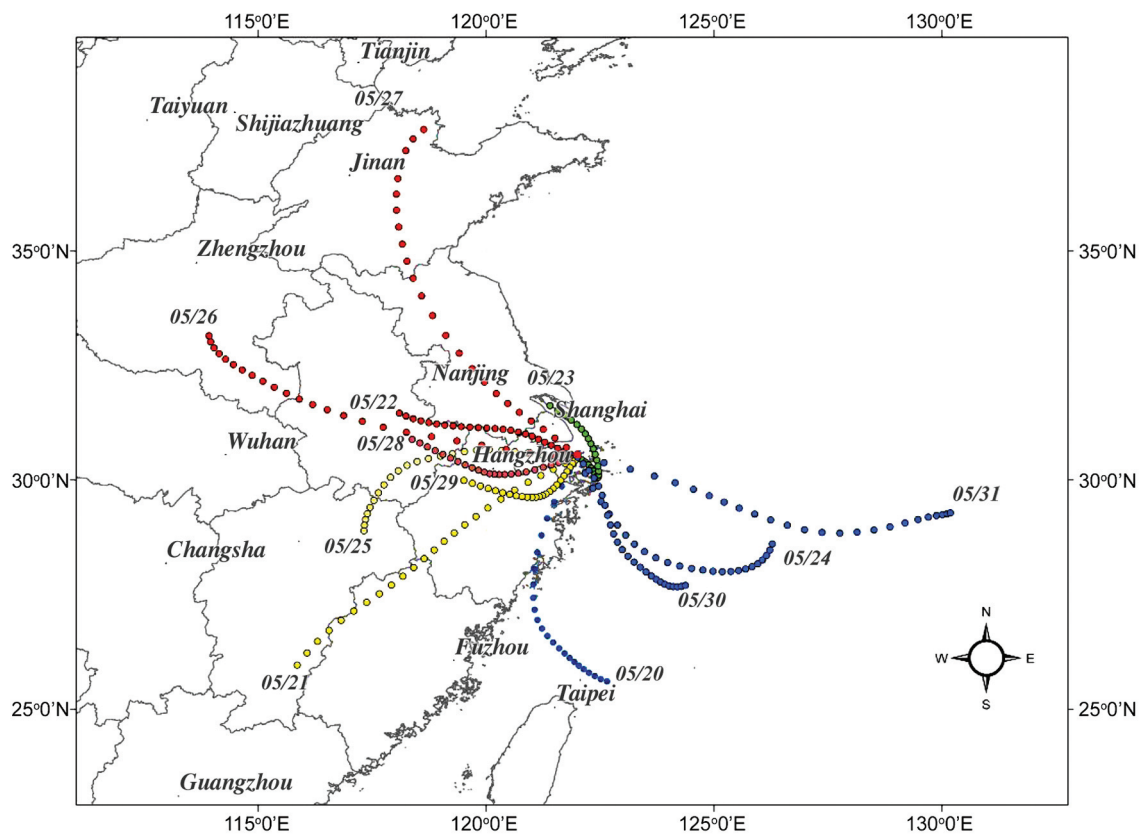 115°0'E 120°0'E 125°0'E 130°0'E
Tianjin
05/27
Taiyuan
Shijiazhuang
Jinan
Zhengzhou
35°0'N 35°0'N
05/26
Nanjing
05/23
05/22
Shanghai
Wuhan
05/28
Hangzhou
30°0'N 30°0'N
05/29
05/31
05/25
Changsha
05/24
05/30
N
Fuzhou
W E
05/21
05/20
Taipei
S
25°0'N 25°0'N
Guangzhou
115°0'E 120°0'E 125°0'E 130°0'E